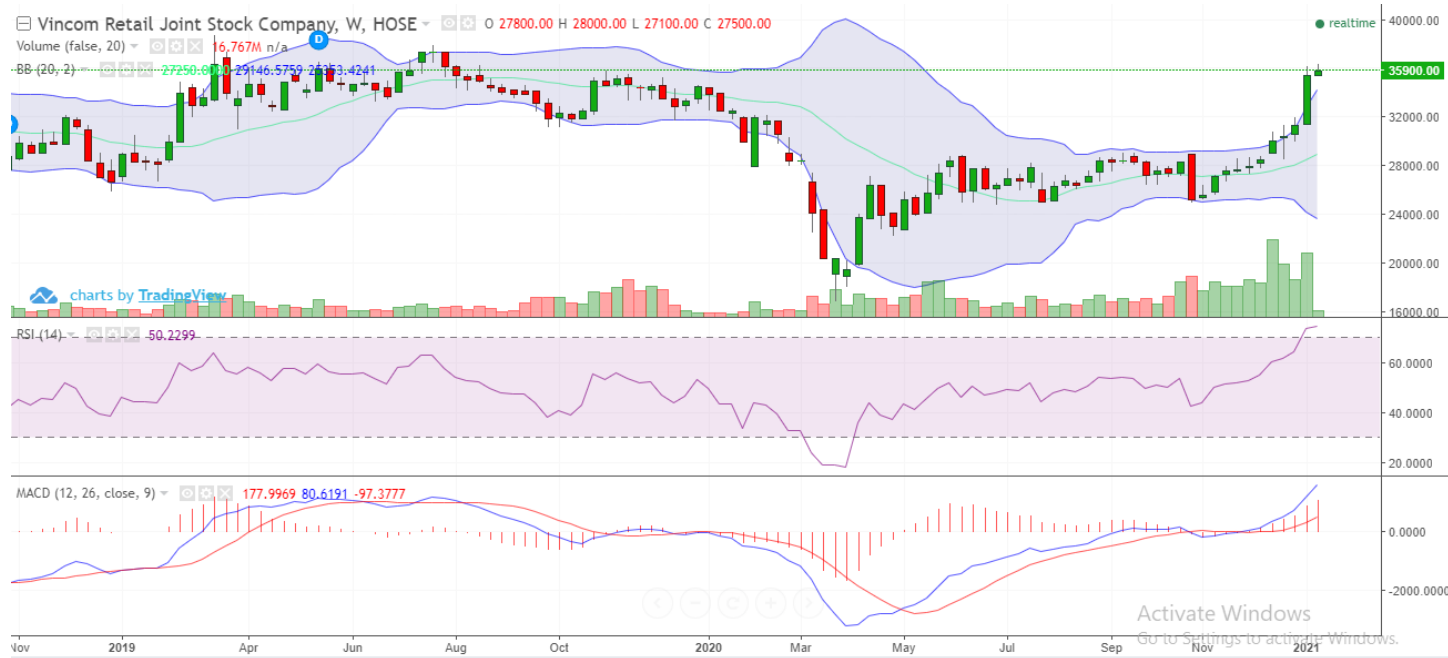 Vincom Retail Joint Stock Company, W, HOSE O 27800.00 H 28000.00 L 27100.00 C 27500.00
realtime
40000.00
Volume (false, 20) 16.767M n/a
D
BB (20, 2) 29146.5759
35900.00
32000.00
28000.00
24000.00
20000.00
charts by TradingView
16000.00
RSI (14) 50.2299
60.0000
40.0000
20.0000
MACD (12, 26, close, 9) 177.9969 80.6191 -97.3777
0.0000
-2000.0000
Activate Windows
Go to Settings to activate Windows.
Nov 2019 Apr Jun Aug Oct 2020 Mar May Jul Sep Nov 2021